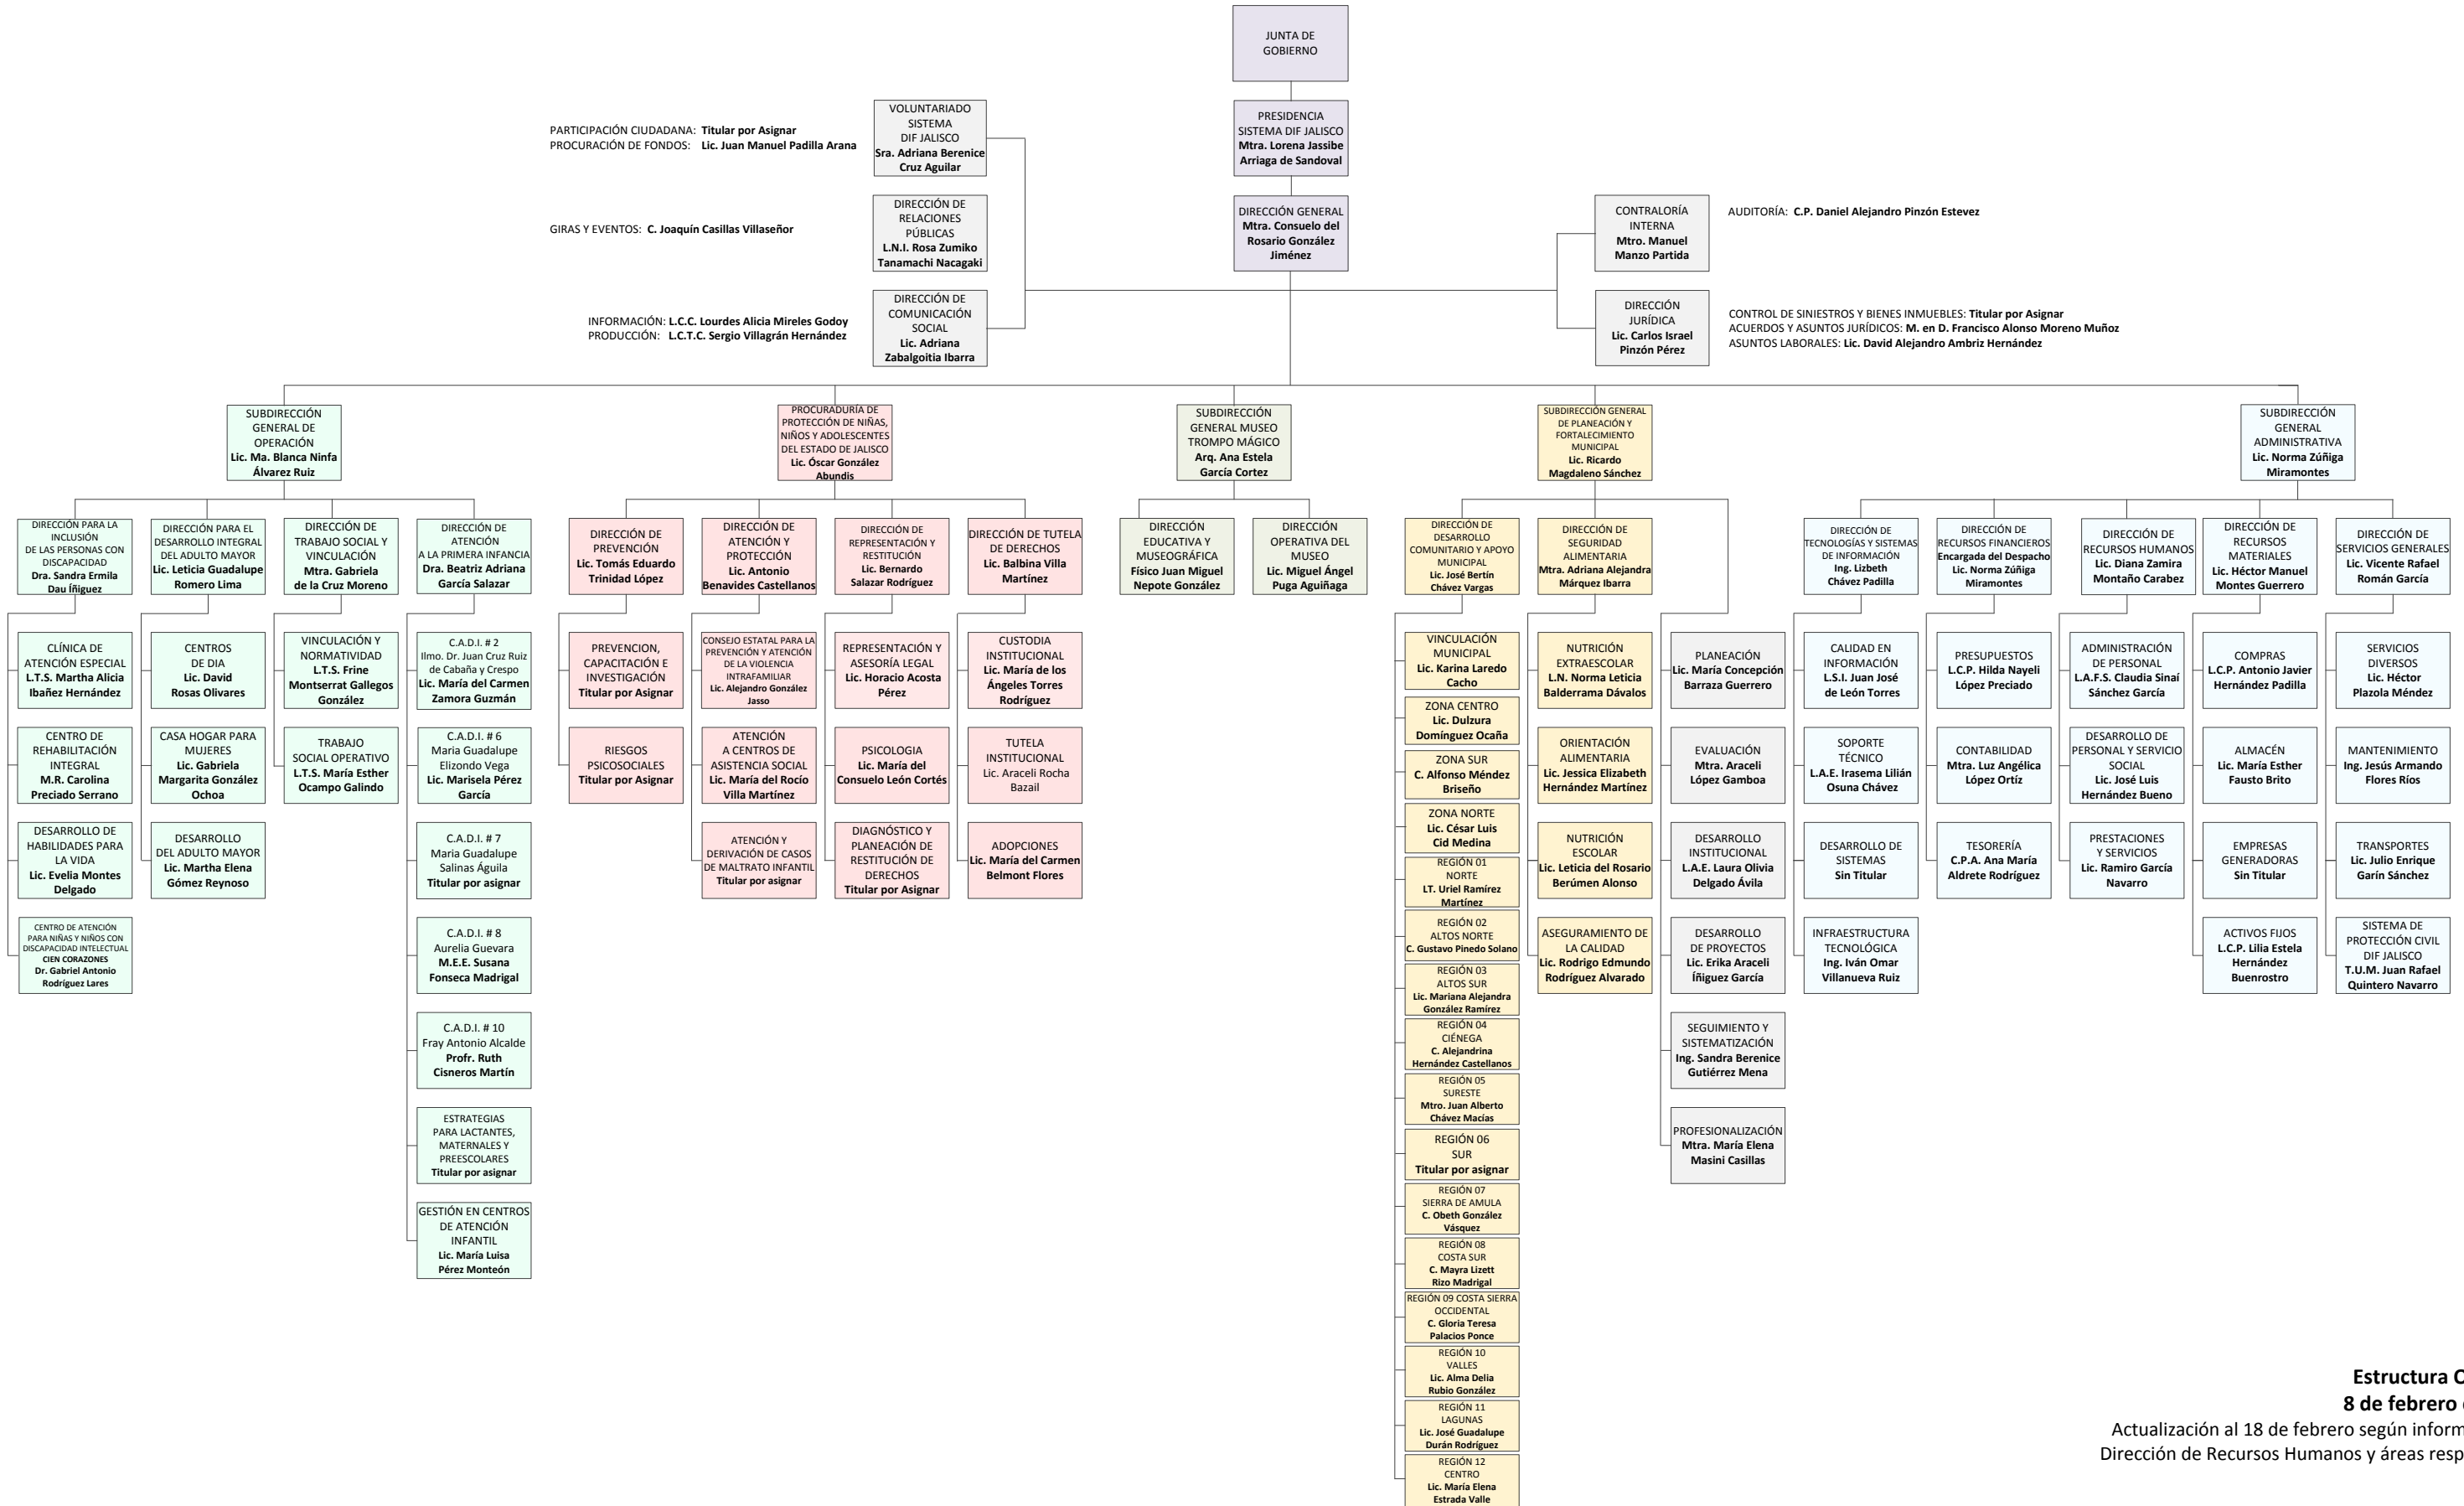 JUNTA DE
GOBIERNO
PRESIDENCIA
SISTEMA DIF JALISCO
Mtra. Lorena Jassibe
Arriaga de Sandoval
DIRECCIÓN GENERAL
Mtra. Consuelo del
Rosario González
Jiménez
PARTICIPACIÓN CIUDADANA: Titular por Asignar
PROCURACIÓN DE FONDOS: Lic. Juan Manuel Padilla Arana
VOLUNTARIADO
SISTEMA
DIF JALISCO
Sra. Adriana Berenice
Cruz Aguilar
GIRAS Y EVENTOS: C. Joaquín Casillas Villaseñor
DIRECCIÓN DE
RELACIONES
PÚBLICAS
L.N.I. Rosa Zumiko
Tanamachi Nacagaki
INFORMACIÓN: L.C.C. Lourdes Alicia Mireles Godoy
PRODUCCIÓN: L.C.T.C. Sergio Villagrán Hernández
DIRECCIÓN DE
COMUNICACIÓN
SOCIAL
Lic. Adriana
Zabalgoitia Ibarra
CONTRALORÍA
INTERNA
Mtro. Manuel
Manzo Partida
AUDITORÍA: C.P. Daniel Alejandro Pinzón Estevez
DIRECCIÓN
JURÍDICA
Lic. Carlos Israel
Pinzón Pérez
CONTROL DE SINIESTROS Y BIENES INMUEBLES: Titular por Asignar
ACUERDOS Y ASUNTOS JURÍDICOS: M. en D. Francisco Alonso Moreno Muñoz
ASUNTOS LABORALES: Lic. David Alejandro Ambriz Hernández
SUBDIRECCIÓN
GENERAL DE
OPERACIÓN
Lic. Ma. Blanca Ninfa
Álvarez Ruiz
PROCURADURÍA DE
PROTECCIÓN DE NIÑAS,
NIÑOS Y ADOLESCENTES
DEL ESTADO DE JALISCO
Lic. Óscar González
Abundis
SUBDIRECCIÓN
GENERAL MUSEO
TROMPO MÁGICO
Arq. Ana Estela
García Cortez
SUBDIRECCIÓN GENERAL
DE PLANEACIÓN Y
FORTALECIMIENTO
MUNICIPAL
Lic. Ricardo
Magdaleno Sánchez
SUBDIRECCIÓN
GENERAL
ADMINISTRATIVA
Lic. Norma Zúñiga
Miramontes
DIRECCIÓN PARA LA
INCLUSIÓN
DE LAS PERSONAS CON
DISCAPACIDAD
Dra. Sandra Ermila
Dau Íñiguez
DIRECCIÓN PARA EL
DESARROLLO INTEGRAL
DEL ADULTO MAYOR
Lic. Leticia Guadalupe
Romero Lima
DIRECCIÓN DE
TRABAJO SOCIAL Y
VINCULACIÓN
Mtra. Gabriela
de la Cruz Moreno
DIRECCIÓN DE
ATENCIÓN
A LA PRIMERA INFANCIA
Dra. Beatriz Adriana
García Salazar
DIRECCIÓN DE
PREVENCIÓN
Lic. Tomás Eduardo
Trinidad López
DIRECCIÓN DE
ATENCIÓN Y
PROTECCIÓN
Lic. Antonio
Benavides Castellanos
DIRECCIÓN DE
REPRESENTACIÓN Y
RESTITUCIÓN
Lic. Bernardo
Salazar Rodríguez
DIRECCIÓN DE TUTELA
DE DERECHOS
Lic. Balbina Villa
Martínez
DIRECCIÓN
EDUCATIVA Y
MUSEOGRÁFICA
Físico Juan Miguel
Nepote González
DIRECCIÓN
OPERATIVA DEL
MUSEO
Lic. Miguel Ángel
Puga Aguiñaga
DIRECCIÓN DE
DESARROLLO
COMUNITARIO Y APOYO
MUNICIPAL
Lic. José Bertín
Chávez Vargas
DIRECCIÓN DE
SEGURIDAD
ALIMENTARIA
Mtra. Adriana Alejandra
Márquez Ibarra
DIRECCIÓN DE
TECNOLOGÍAS Y SISTEMAS
DE INFORMACIÓN
Ing. Lizbeth
Chávez Padilla
DIRECCIÓN DE
RECURSOS FINANCIEROS
Encargada del Despacho
Lic. Norma Zúñiga
Miramontes
DIRECCIÓN DE
RECURSOS HUMANOS
Lic. Diana Zamira
Montaño Carabez
DIRECCIÓN DE
RECURSOS
MATERIALES
Lic. Héctor Manuel
Montes Guerrero
DIRECCIÓN DE
SERVICIOS GENERALES
Lic. Vicente Rafael
Román García
CLÍNICA DE
ATENCIÓN ESPECIAL
L.T.S. Martha Alicia
Ibañez Hernández
CENTRO DE
REHABILITACIÓN
INTEGRAL
M.R. Carolina
Preciado Serrano
DESARROLLO DE
HABILIDADES PARA
LA VIDA
Lic. Evelia Montes
Delgado
CENTRO DE ATENCIÓN
PARA NIÑAS Y NIÑOS CON
DISCAPACIDAD INTELECTUAL
CIEN CORAZONES
Dr. Gabriel Antonio
Rodríguez Lares
CENTROS
DE DIA
Lic. David
Rosas Olivares
CASA HOGAR PARA
MUJERES
Lic. Gabriela
Margarita González
Ochoa
DESARROLLO
DEL ADULTO MAYOR
Lic. Martha Elena
Gómez Reynoso
VINCULACIÓN Y
NORMATIVIDAD
L.T.S. Frine
Montserrat Gallegos
González
TRABAJO
SOCIAL OPERATIVO
L.T.S. María Esther
Ocampo Galindo
C.A.D.I. # 2
Ilmo. Dr. Juan Cruz Ruiz
de Cabaña y Crespo
Lic. María del Carmen
Zamora Guzmán
C.A.D.I. # 6
Maria Guadalupe
Elizondo Vega
Lic. Marisela Pérez
García
C.A.D.I. # 7
Maria Guadalupe
Salinas Águila
Titular por asignar
C.A.D.I. # 8
Aurelia Guevara
M.E.E. Susana
Fonseca Madrigal
C.A.D.I. # 10
Fray Antonio Alcalde
Profr. Ruth
Cisneros Martín
ESTRATEGIAS
PARA LACTANTES,
MATERNALES Y
PREESCOLARES
Titular por asignar
GESTIÓN EN CENTROS
DE ATENCIÓN
INFANTIL
Lic. María Luisa
Pérez Monteón
PREVENCION,
CAPACITACIÓN E
INVESTIGACIÓN
Titular por Asignar
RIESGOS
PSICOSOCIALES
Titular por Asignar
CONSEJO ESTATAL PARA LA
PREVENCIÓN Y ATENCIÓN
DE LA VIOLENCIA
INTRAFAMILIAR
Lic. Alejandro González
Jasso
ATENCIÓN
A CENTROS DE
ASISTENCIA SOCIAL
Lic. María del Rocío
Villa Martínez
ATENCIÓN Y
DERIVACIÓN DE CASOS
DE MALTRATO INFANTIL
Titular por asignar
REPRESENTACIÓN Y
ASESORÍA LEGAL
Lic. Horacio Acosta
Pérez
PSICOLOGIA
Lic. María del
Consuelo León Cortés
DIAGNÓSTICO Y
PLANEACIÓN DE
RESTITUCIÓN DE
DERECHOS
Titular por Asignar
CUSTODIA
INSTITUCIONAL
Lic. María de los
Ángeles Torres
Rodríguez
TUTELA
INSTITUCIONAL
Lic. Araceli Rocha
Bazail
ADOPCIONES
Lic. María del Carmen
Belmont Flores
VINCULACIÓN
MUNICIPAL
Lic. Karina Laredo
Cacho
ZONA CENTRO
Lic. Dulzura
Domínguez Ocaña
ZONA SUR
C. Alfonso Méndez
Briseño
ZONA NORTE
Lic. César Luis
Cid Medina
REGIÓN 01
NORTE
LT. Uriel Ramírez
Martínez
REGIÓN 02
ALTOS NORTE
C. Gustavo Pinedo Solano
REGIÓN 03
ALTOS SUR
Lic. Mariana Alejandra
González Ramírez
REGIÓN 04
CIÉNEGA
C. Alejandrina
Hernández Castellanos
REGIÓN 05
SURESTE
Mtro. Juan Alberto
Chávez Macías
REGIÓN 06
SUR
Titular por asignar
REGIÓN 07
SIERRA DE AMULA
C. Obeth González
Vásquez
REGIÓN 08
COSTA SUR
C. Mayra Lizett
Rizo Madrigal
REGIÓN 09 COSTA SIERRA
OCCIDENTAL
C. Gloria Teresa
Palacios Ponce
REGIÓN 10
VALLES
Lic. Alma Delia
Rubio González
REGIÓN 11
LAGUNAS
Lic. José Guadalupe
Durán Rodríguez
REGIÓN 12
CENTRO
Lic. María Elena
Estrada Valle
NUTRICIÓN
EXTRAESCOLAR
L.N. Norma Leticia
Balderrama Dávalos
ORIENTACIÓN
ALIMENTARIA
Lic. Jessica Elizabeth
Hernández Martínez
NUTRICIÓN
ESCOLAR
Lic. Leticia del Rosario
Berúmen Alonso
ASEGURAMIENTO DE
LA CALIDAD
Lic. Rodrigo Edmundo
Rodríguez Alvarado
PLANEACIÓN
Lic. María Concepción
Barraza Guerrero
EVALUACIÓN
Mtra. Araceli
López Gamboa
DESARROLLO
INSTITUCIONAL
L.A.E. Laura Olivia
Delgado Ávila
DESARROLLO
DE PROYECTOS
Lic. Erika Araceli
Íñiguez García
SEGUIMIENTO Y
SISTEMATIZACIÓN
Ing. Sandra Berenice
Gutiérrez Mena
PROFESIONALIZACIÓN
Mtra. María Elena
Masini Casillas
CALIDAD EN
INFORMACIÓN
L.S.I. Juan José
de León Torres
SOPORTE
TÉCNICO
L.A.E. Irasema Lilián
Osuna Chávez
DESARROLLO DE
SISTEMAS
Sin Titular
INFRAESTRUCTURA
TECNOLÓGICA
Ing. Iván Omar
Villanueva Ruiz
PRESUPUESTOS
L.C.P. Hilda Nayeli
López Preciado
CONTABILIDAD
Mtra. Luz Angélica
López Ortíz
TESORERÍA
C.P.A. Ana María
Aldrete Rodríguez
ADMINISTRACIÓN
DE PERSONAL
L.A.F.S. Claudia Sinaí
Sánchez García
DESARROLLO DE
PERSONAL Y SERVICIO
SOCIAL
Lic. José Luis
Hernández Bueno
PRESTACIONES
Y SERVICIOS
Lic. Ramiro García
Navarro
COMPRAS
L.C.P. Antonio Javier
Hernández Padilla
ALMACÉN
Lic. María Esther
Fausto Brito
EMPRESAS
GENERADORAS
Sin Titular
ACTIVOS FIJOS
L.C.P. Lilia Estela
Hernández
Buenrostro
SERVICIOS
DIVERSOS
Lic. Héctor
Plazola Méndez
MANTENIMIENTO
Ing. Jesús Armando
Flores Ríos
TRANSPORTES
Lic. Julio Enrique
Garín Sánchez
SISTEMA DE
PROTECCIÓN CIVIL
DIF JALISCO
T.U.M. Juan Rafael
Quintero Navarro
Estructura
8 de febrero
Actualización al 18 de febrero según
Dirección de Recursos Humanos y áreas